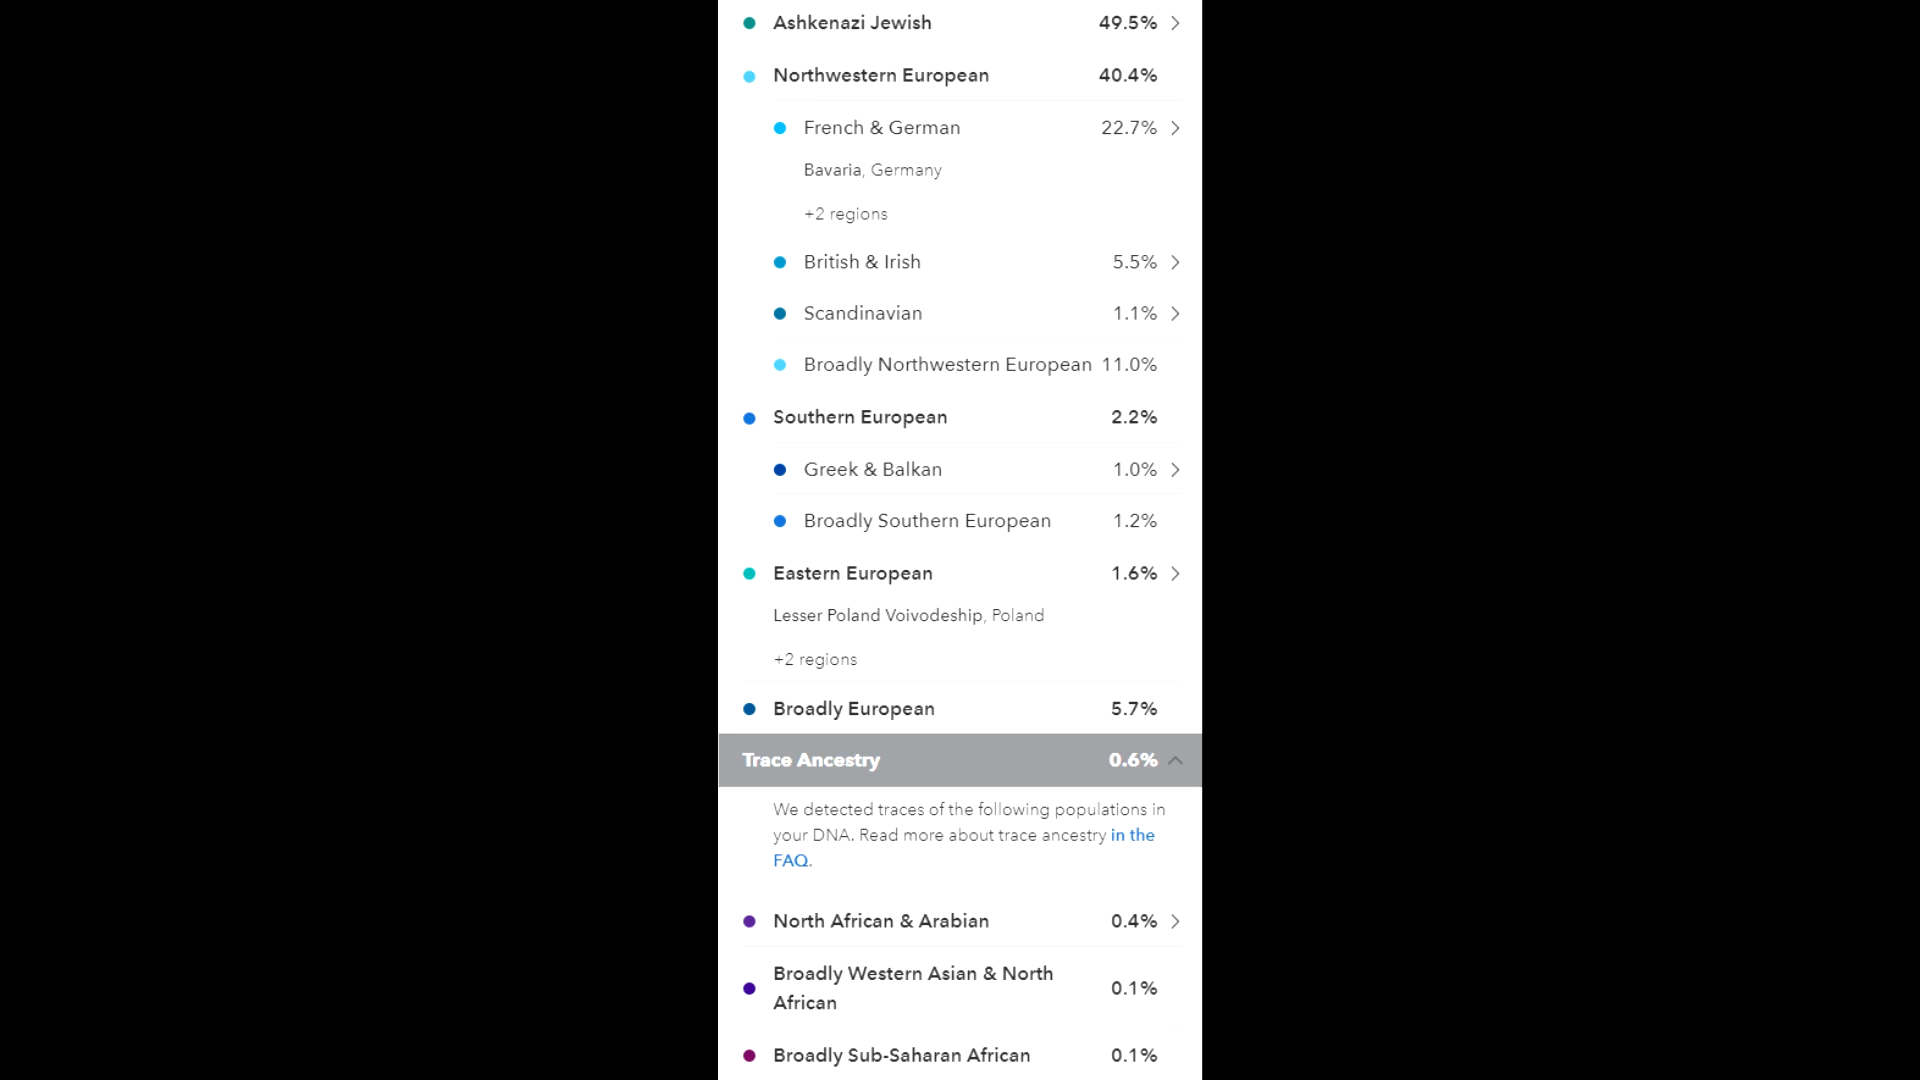 Ashkenazi Jewish 49.5%
Northwestern European 40.4%
French & German 22.7%
Bavaria, Germany
+2 regions
British & Irish 5.5%
Scandinavian 1.1%
Broadly Northwestern European 11.0%
Southern European 2.2%
Greek & Balkan 1.0%
Broadly Southern European 1.2%
Eastern European 1.6%
Lesser Poland Voivodeship, Poland
+2 regions
Broadly European 5.7%
Trace Ancestry 0.6%
We detected traces of the following populations in
your DNA. Read more about trace ancestry in the
FAQ.
North African & Arabian 0.4%
Broadly Western Asian & North
African 0.1%
Broadly Sub-Saharan African 0.1%